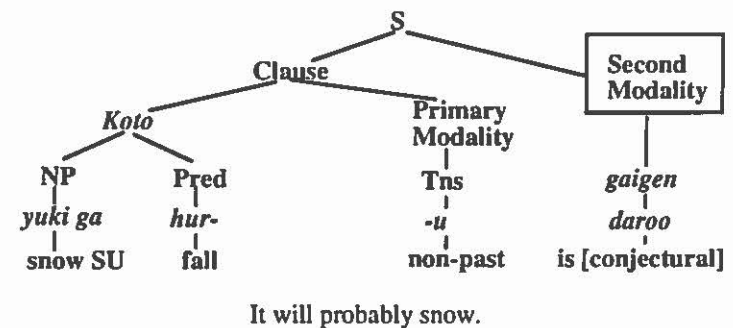 S
Clause
Second
Modality
Koto
Primary
Modality
NP Pred Tns gaigen
yuki ga hur- -u daroo
snow SU fall non-past is [conjectural]
It will probably snow.